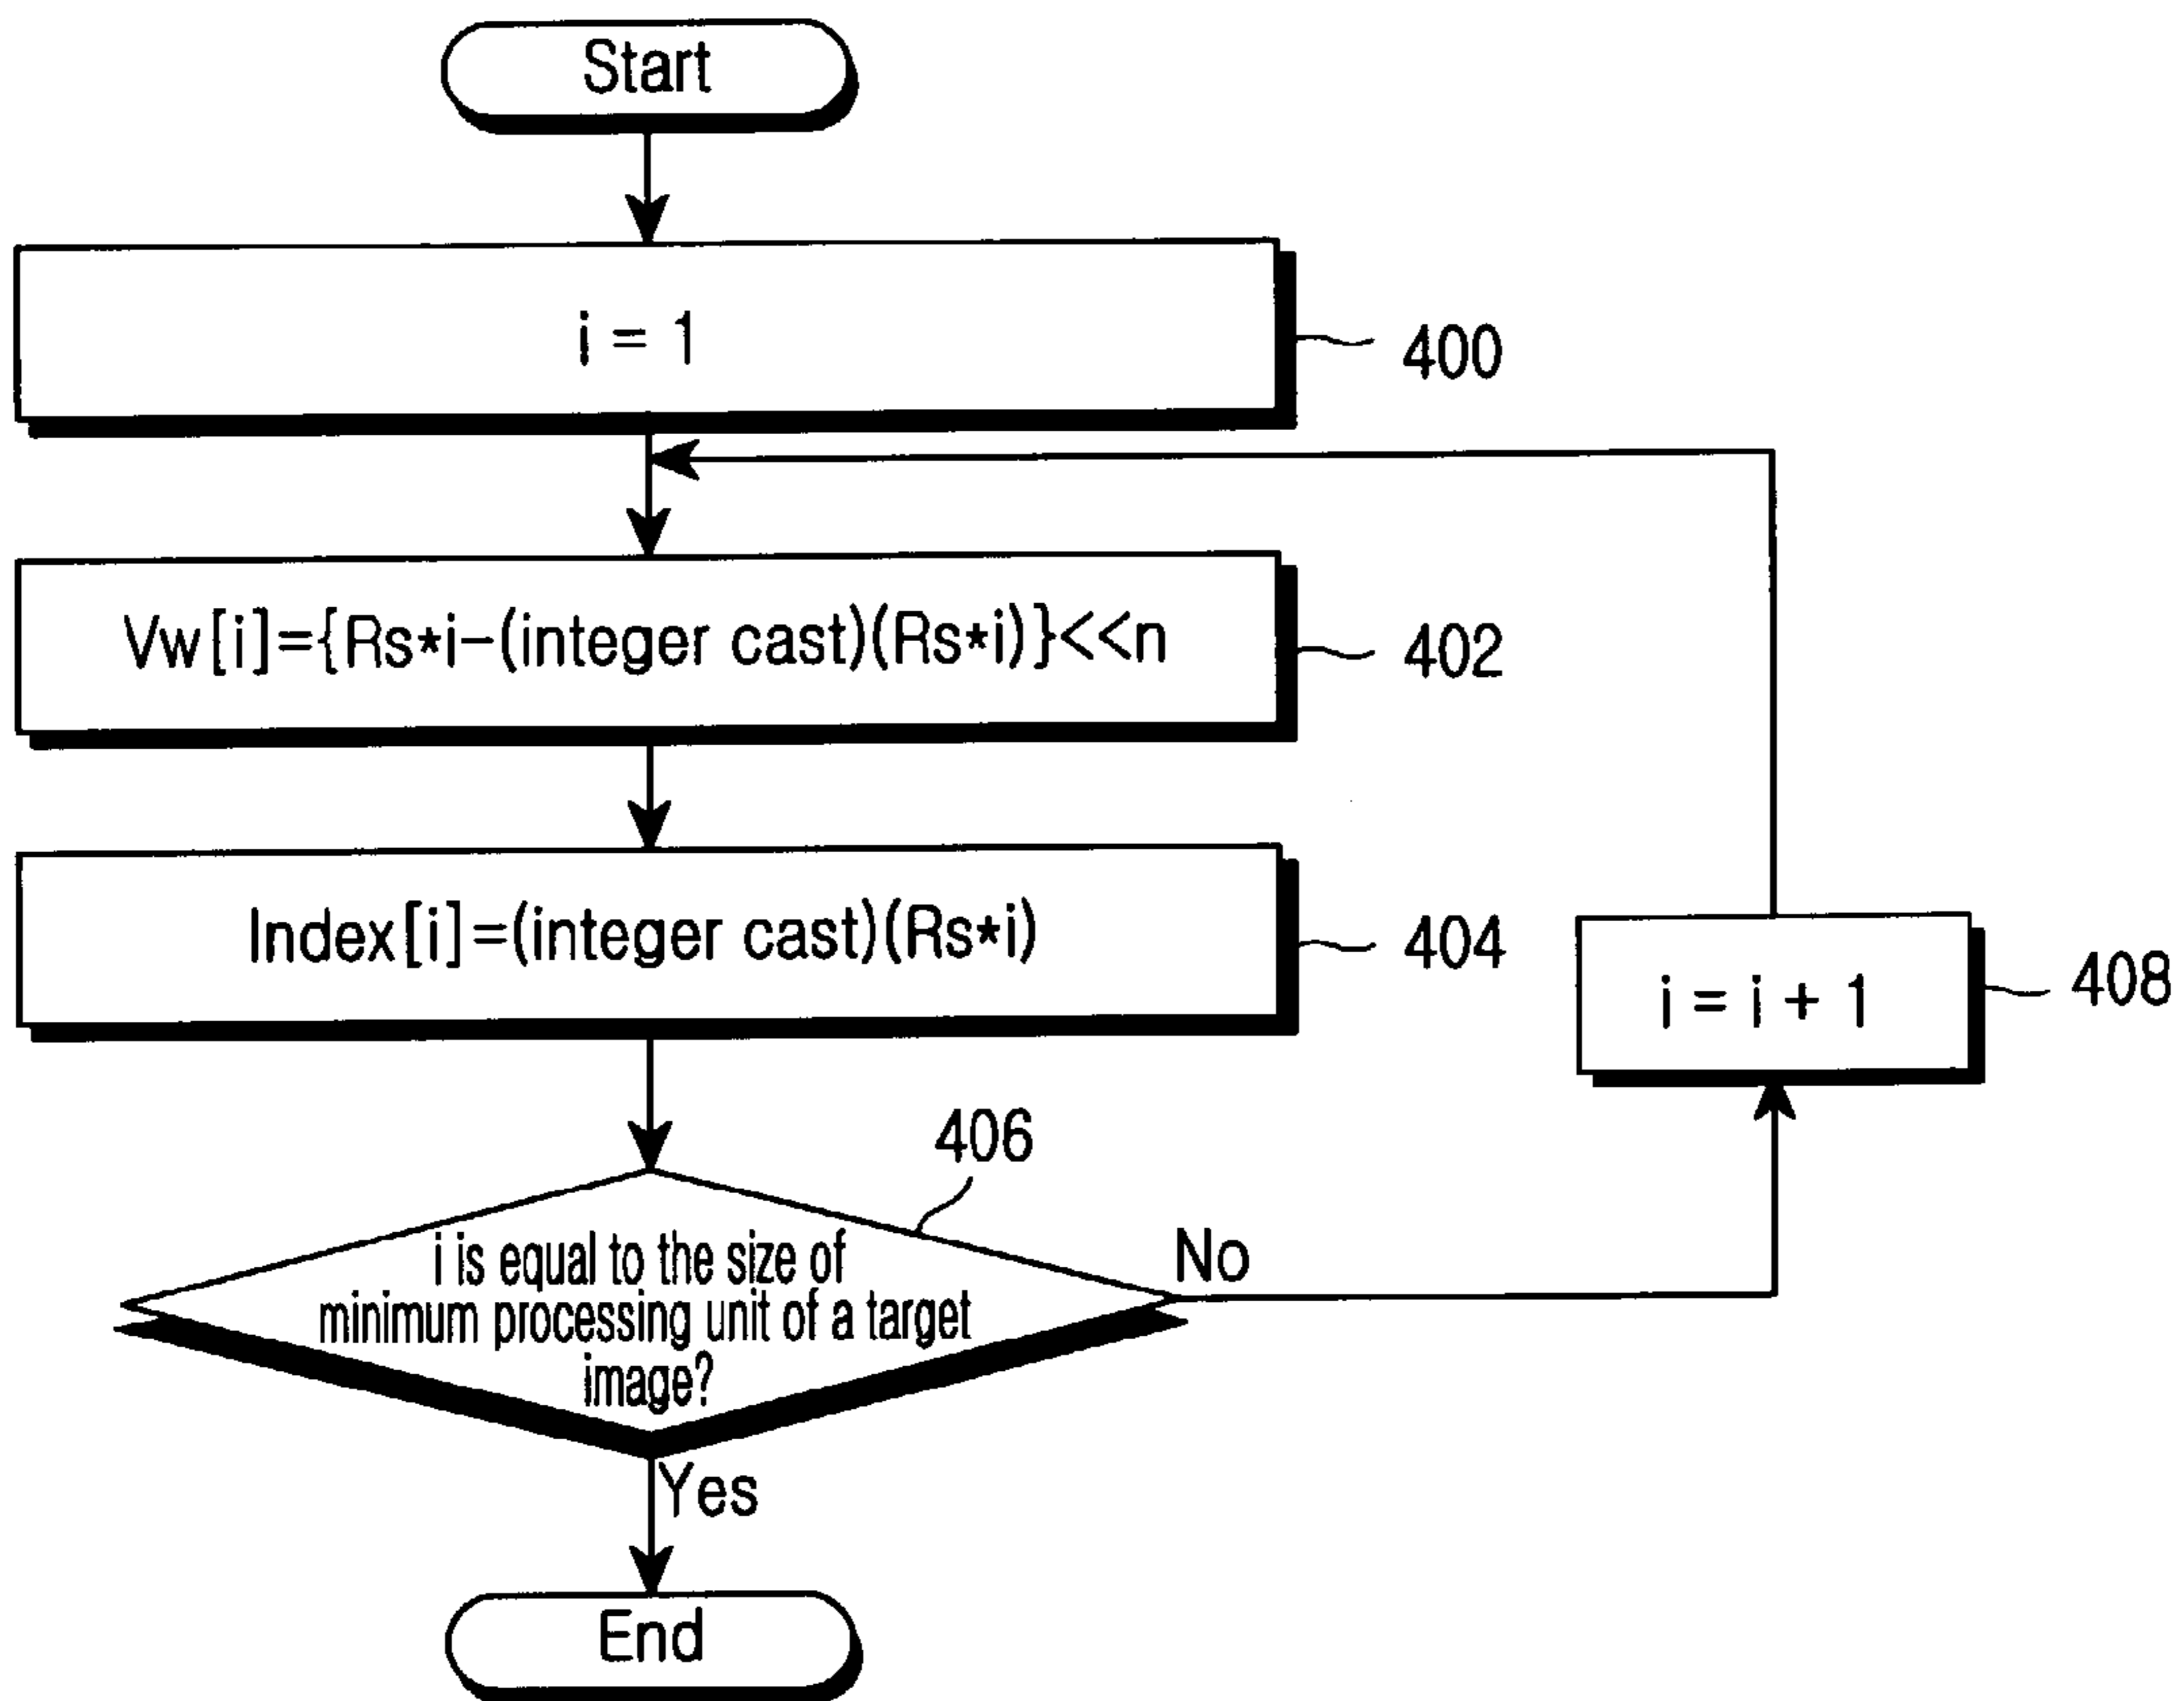 Start
i = 1
400
Vw[i]={Rs*i-(integer cast)(Rs*i)}<<n
402
Index[i]=(integer cast)(Rs*i)
404
i = i + 1
408
406
i is equal to the size of
minimum processing unit of a target
image?
No
Yes
End